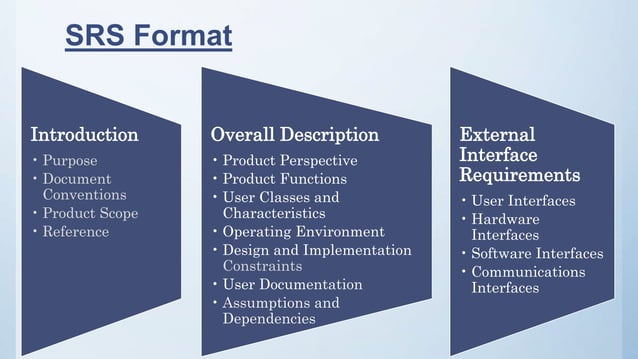 SRS Format
Introduction
• Purpose
• Document
Conventions
• Product Scope
• Reference
Overall Description
• Product Perspective
• Product Functions
• User Classes and
Characteristics
• Operating Environment
• Design and Implementation
Constraints
• User Documentation
• Assumptions and
Dependencies
External
Interface
Requirements
• User Interfaces
• Hardware
Interfaces
• Software Interfaces
• Communications
Interfaces